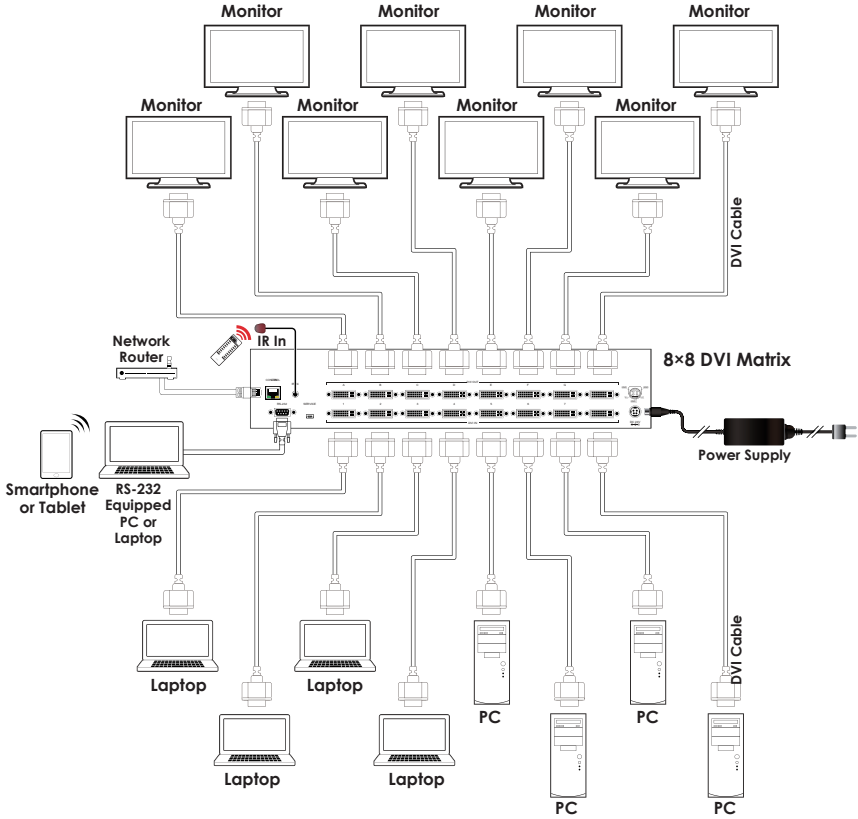 Monitor
Monitor
Monitor
Monitor
Monitor
Monitor
Monitor
Monitor
DVI Cable
IR In
Network
Router
8×8 DVI Matrix
Power Supply
Smartphone
or Tablet
RS-232
Equipped
PC or
Laptop
DVI Cable
Laptop
Laptop
PC
PC
Laptop
Laptop
PC
PC